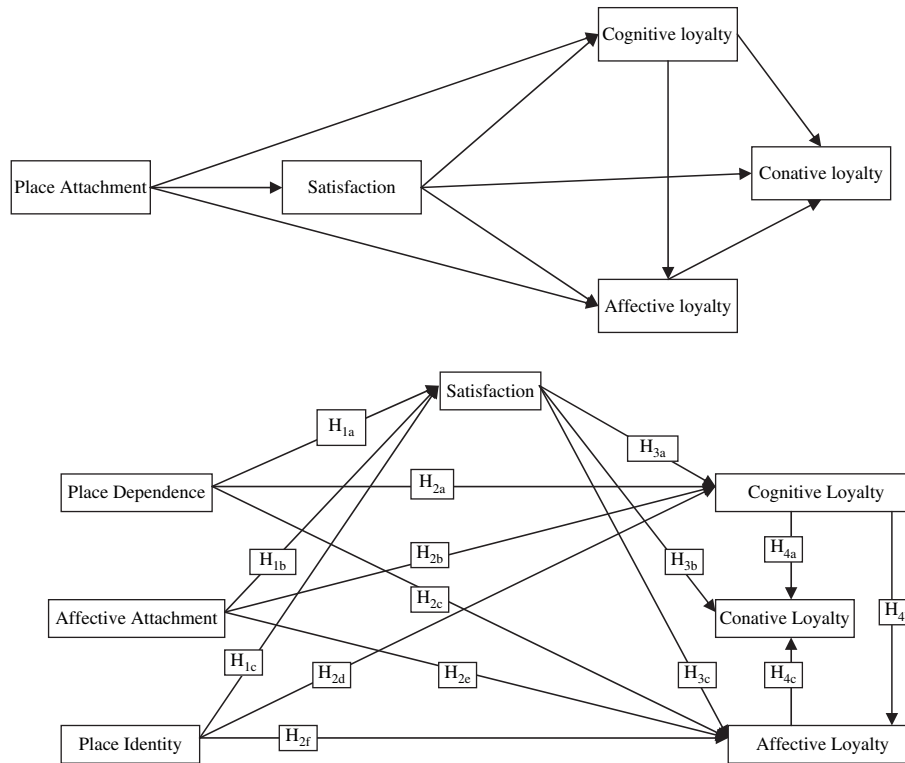 Cognitive loyalty
Place Attachment
Satisfaction
Conative loyalty
Affective loyalty
Satisfaction
H1a
H3a
Place Dependence
H2a
Cognitive Loyalty
H1b
H2b
H3b
H4a
Affective Attachment
H2c
Conative Loyalty
H4
H1c
H2d
H2e
H3c
H4c
Place Identity
H2f
Affective Loyalty